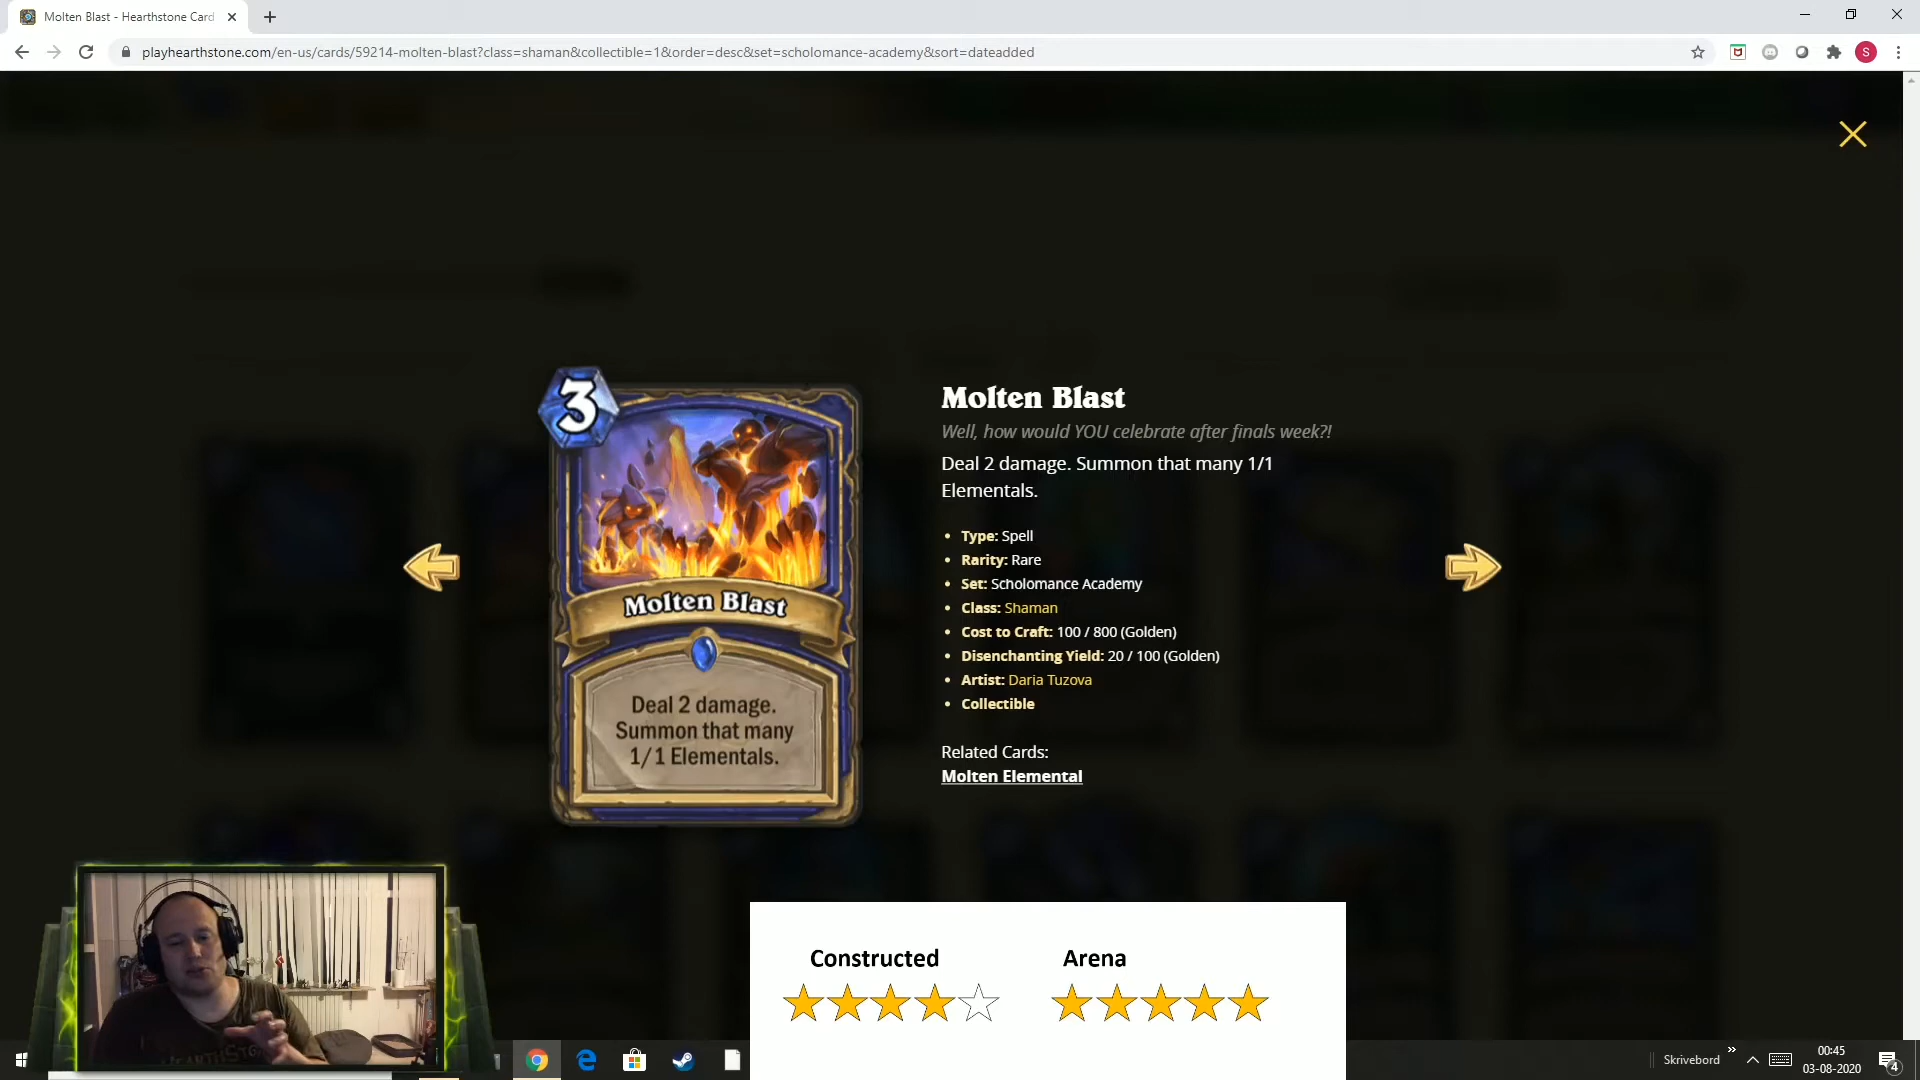 Molten Blast - Hearthstone Card
playhearthstone.com/en-us/cards/59214-molten-blast?class=shaman&collectible=1&order=desc&set=scholomance-academy&sort=dateadded
S
3
Molten Blast
Deal 2 damage.
Summon that many
1/1 Elementals.
Molten Blast
Well, how would YOU celebrate after finals week?!
Deal 2 damage. Summon that many 1/1
Elementals.
• Type: Spell
• Rarity: Rare
• Set: Scholomance Academy
• Class: Shaman
• Cost to Craft: 100 / 800 (Golden)
• Disenchanting Yield: 20 / 100 (Golden)
• Artist: Daria Tuzova
• Collectible
Related Cards:
Molten Elemental
Constructed
Arena
Skrivebord
00:45
03-08-2020
4